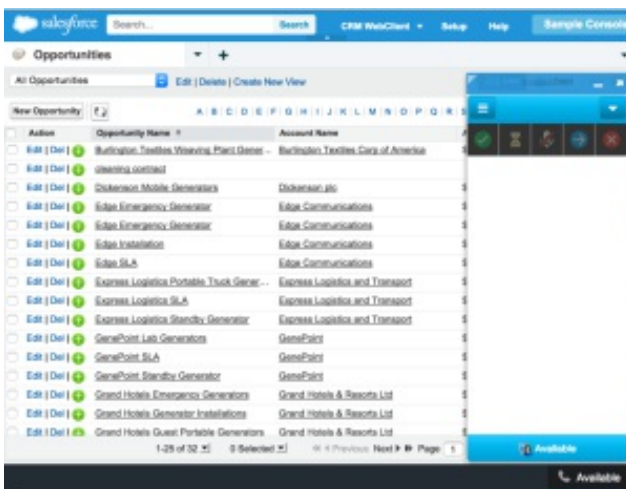 salesforce Search... Search CRM WebClient Setup Help Sample Console
Opportunities +
All Opportunities Edit | Delete | Create New View
New Opportunity A B C D E F G H I J K L M N O P Q R S
Action Opportunity Name Account Name
Edit | Del | Burlington Textiles Weaving Plant Gener... Burlington Textiles Corp of America
Edit | Del | cleaning contract
Edit | Del | Dickenson Mobile Generators Dickenson plc
Edit | Del | Edge Emergency Generator Edge Communications
Edit | Del | Edge Emergency Generator Edge Communications
Edit | Del | Edge Installation Edge Communications
Edit | Del | Edge SLA Edge Communications
Edit | Del | Express Logistics Portable Truck Gener... Express Logistics and Transport
Edit | Del | Express Logistics SLA Express Logistics and Transport
Edit | Del | Express Logistics Standby Generator Express Logistics and Transport
Edit | Del | GenePoint Lab Generators GenePoint
Edit | Del | GenePoint SLA GenePoint
Edit | Del | GenePoint Standby Generator GenePoint
Edit | Del | Grand Hotels Emergency Generators Grand Hotels & Resorts Ltd
Edit | Del | Grand Hotels Generator Installations Grand Hotels & Resorts Ltd
Edit | Del | Grand Hotels Guest Portable Generators Grand Hotels & Resorts Ltd
1-25 of 32 0 Selected Previous Next Page 1
Available
Available